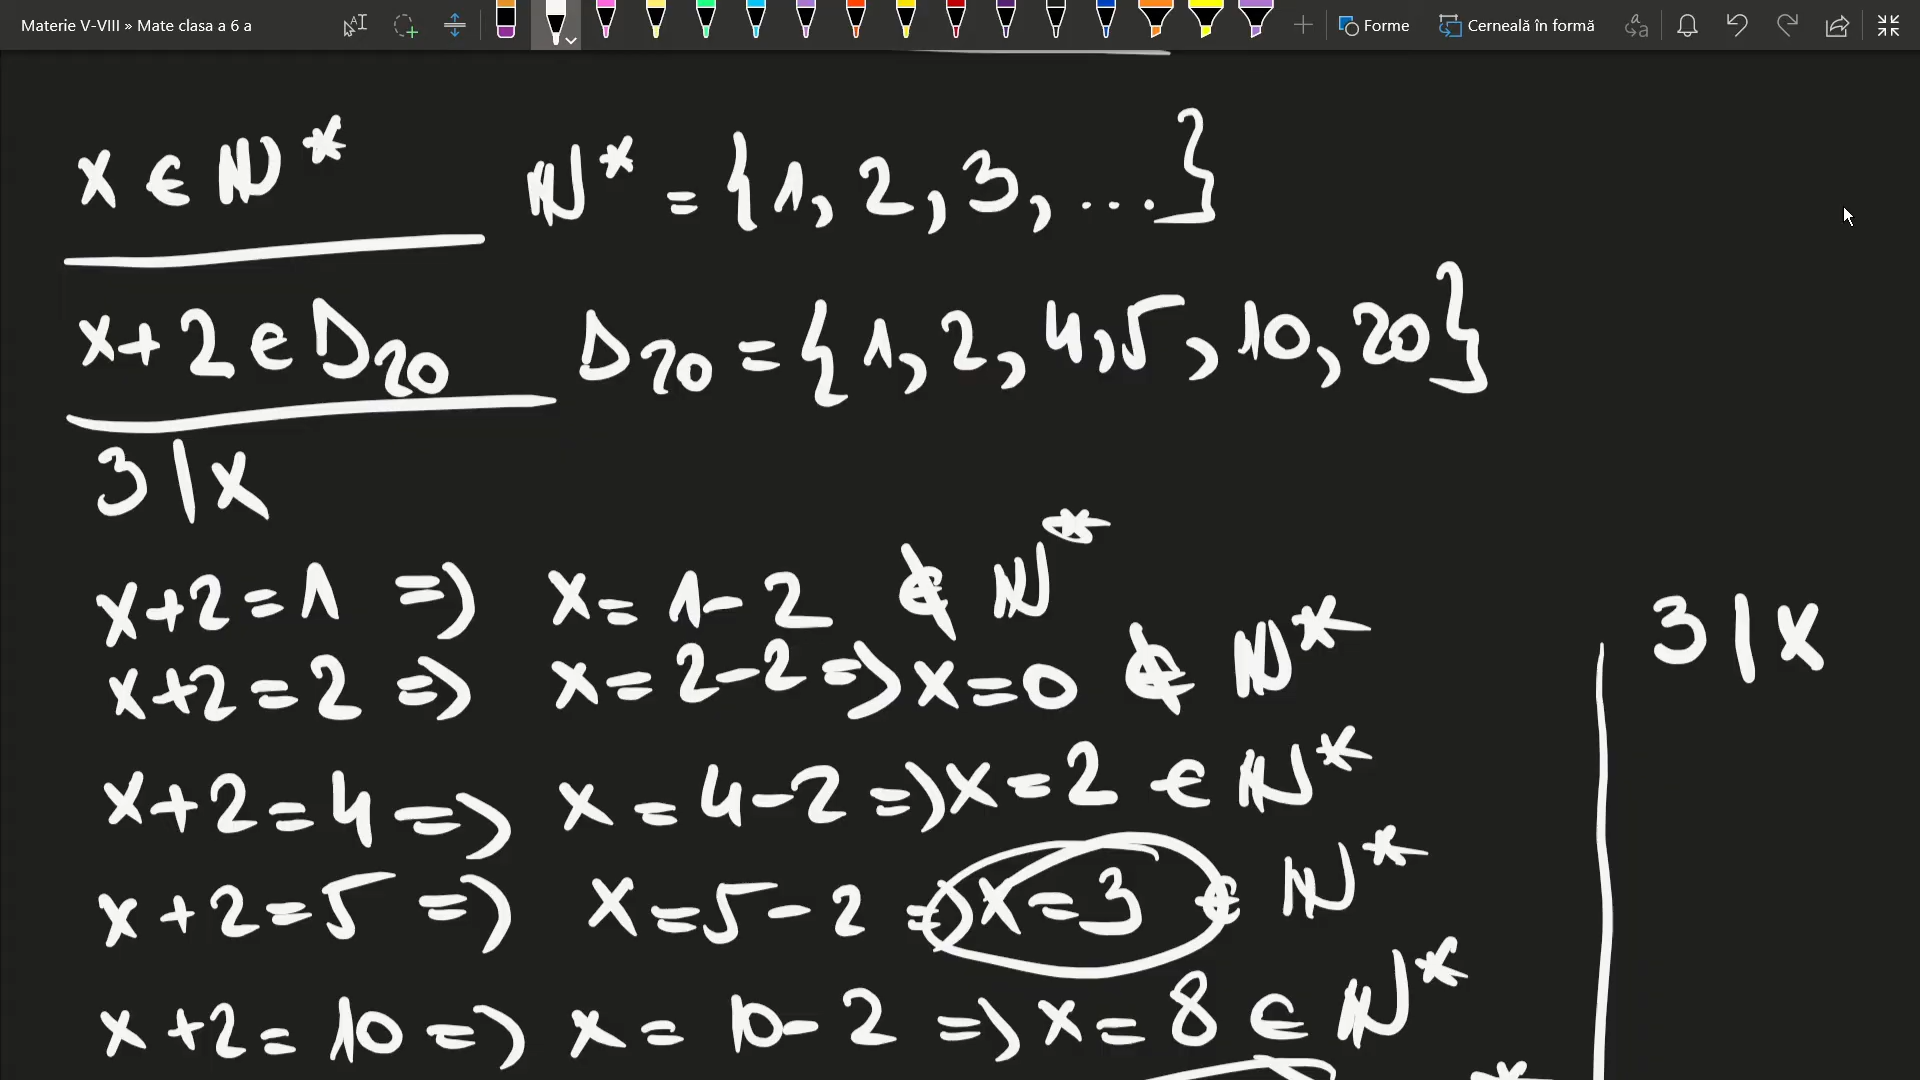 Materie V-VIII » Mate clasa a 6 a
Forme
Cerneală în formă
x ∈ ℕ*
ℕ* = {1, 2, 3, ...}
x+2 ∈ D₂₀
D₂₀ = {1, 2, 4, 5, 10, 20}
3 | x
x+2=1 => x=1-2 ∉ ℕ*
x+2=2 => x=2-2 => x=0 ∉ ℕ*
x+2=4 => x=4-2 => x=2 ∈ ℕ*
x+2=5 => x=5-2 => x=3 ∈ ℕ*
x+2=10 => x=10-2 => x=8 ∈ ℕ*
3 | x